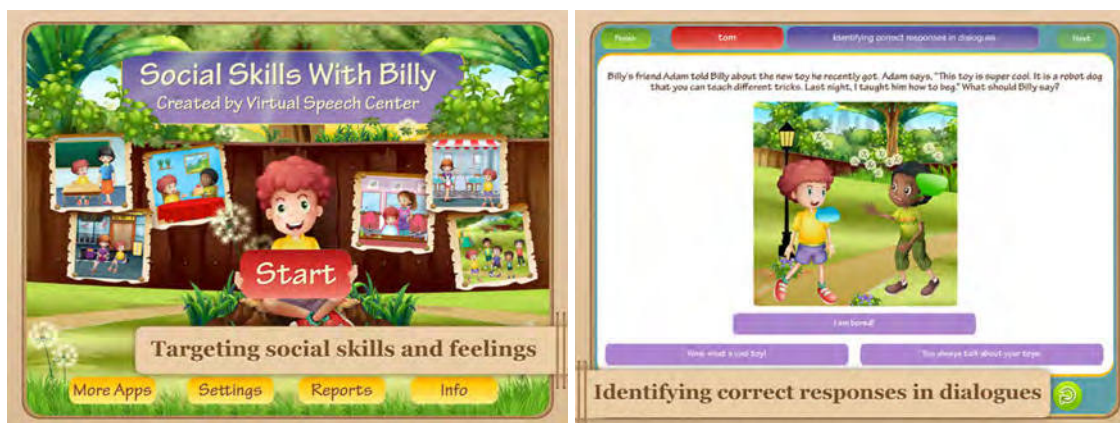 Social Skills With Billy
Created by Virtual Speech Center
Start
Targeting social skills and feelings
More Apps
Settings
Reports
Info
Finish
tom
Identifying correct responses in dialogues
Next
Billy's friend Adam told Billy about the new toy he recently got. Adam says, "This toy is super cool. It is a robot dog
that you can teach different tricks. Last night, I taught him how to beg." What should Billy say?
I am bored!
Wow, what a cool toy!
You always talk about your toys.
Identifying correct responses in dialogues